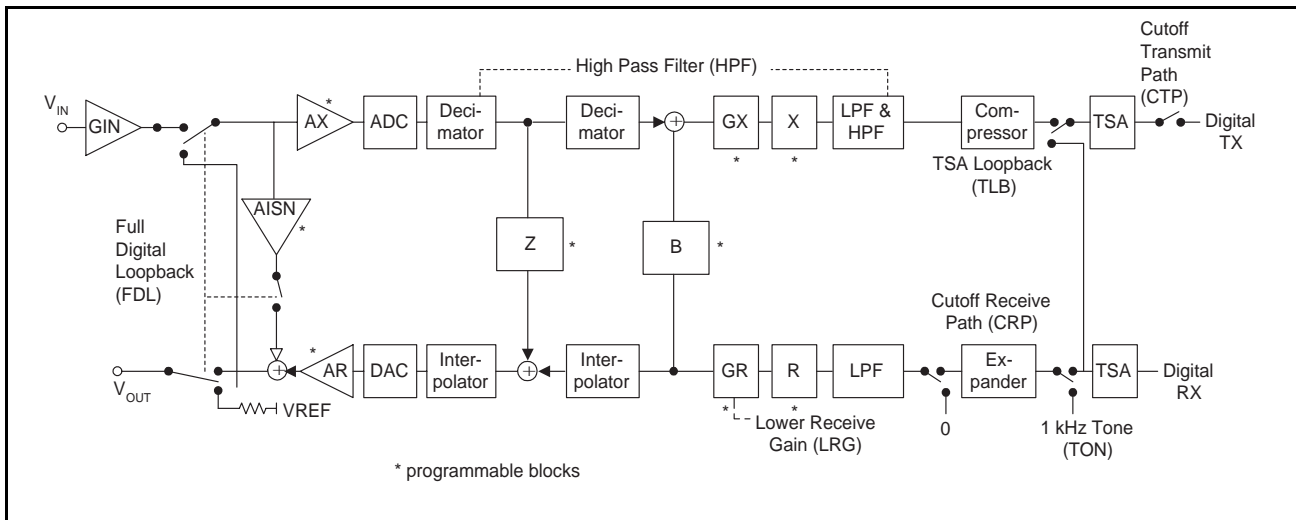 Cutoff
Transmit
Path
(CTP)
High Pass Filter (HPF)
V_IN
GIN
*
AX
ADC
Deci-
mator
Deci-
mator
+
GX
*
X
*
LPF &
HPF
Com-
pressor
TSA
Digital
TX
TSA Loopback
(TLB)
AISN
*
Full
Digital
Loopback
(FDL)
Z
*
B
*
Cutoff Receive
Path (CRP)
V_OUT
+
*
AR
DAC
Inter-
polator
+
Inter-
polator
GR
*
R
*
LPF
Ex-
pander
TSA
Digital
RX
VREF
Lower Receive
Gain (LRG)
0
1 kHz Tone
(TON)
* programmable blocks